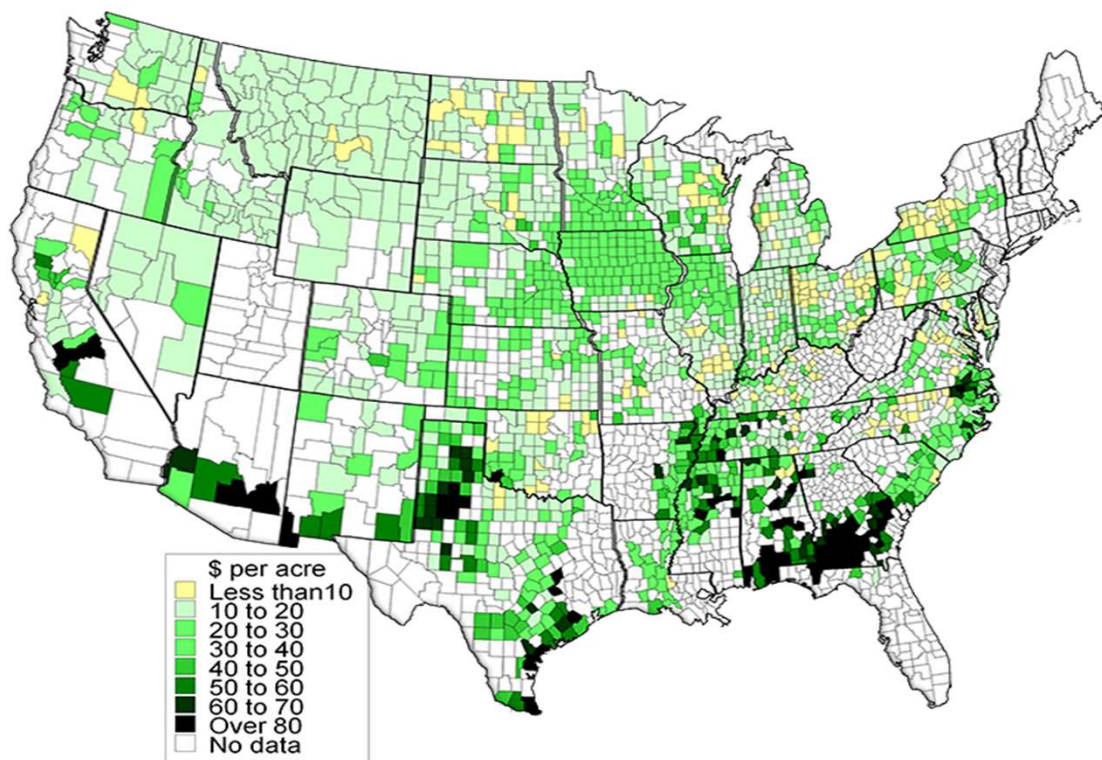 $ per acre
Less than10
10 to 20
20 to 30
30 to 40
40 to 50
50 to 60
60 to 70
Over 80
No data